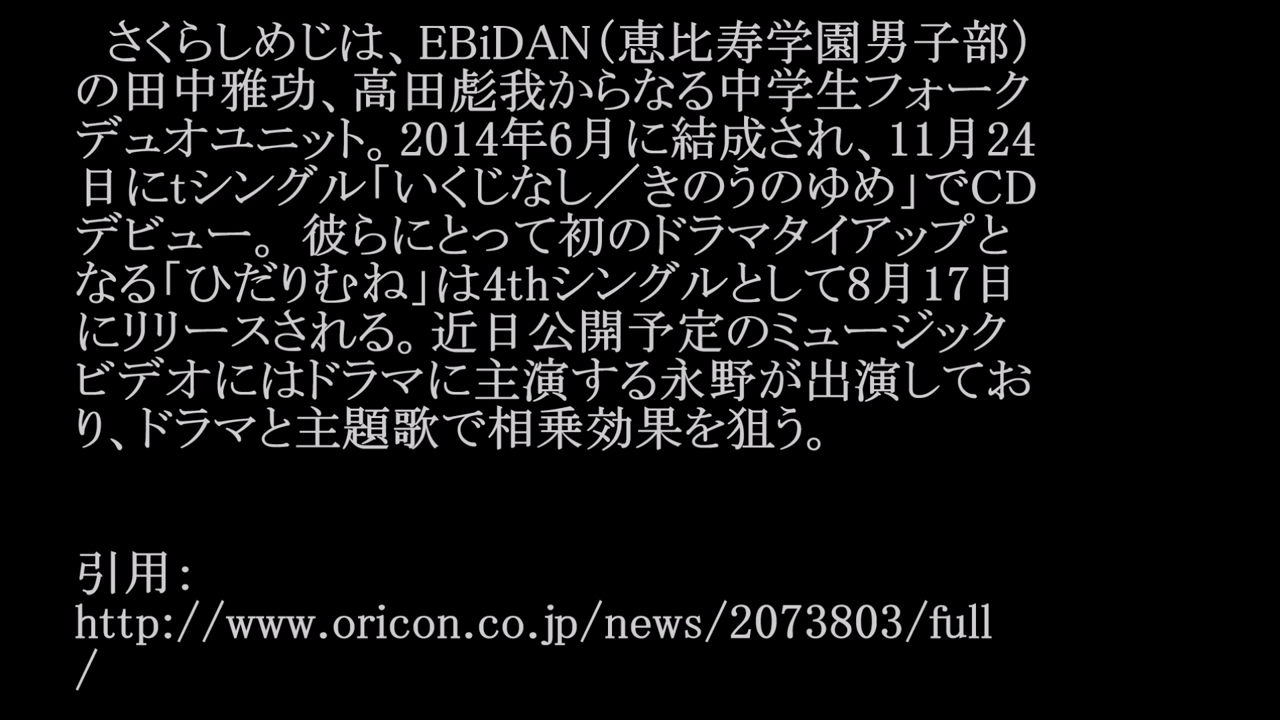 さくらしめじは、EBiDAN（恵比寿学園男子部）
の田中雅功、髙田彪我からなる中学生フォーク
デュオユニット。2014年6月に結成され、11月24
日にtシングル「いくじなし／きのうのゆめ」でCD
デビュー。 彼らにとって初のドラマタイアップと
なる「ひだりむね」は4thシングルとして8月17日
にリリースされる。近日公開予定のミュージック
ビデオにはドラマに主演する永野が出演してお
り、ドラマと主題歌で相乗効果を狙う。
引用：
http://www.oricon.co.jp/news/2073803/full
/